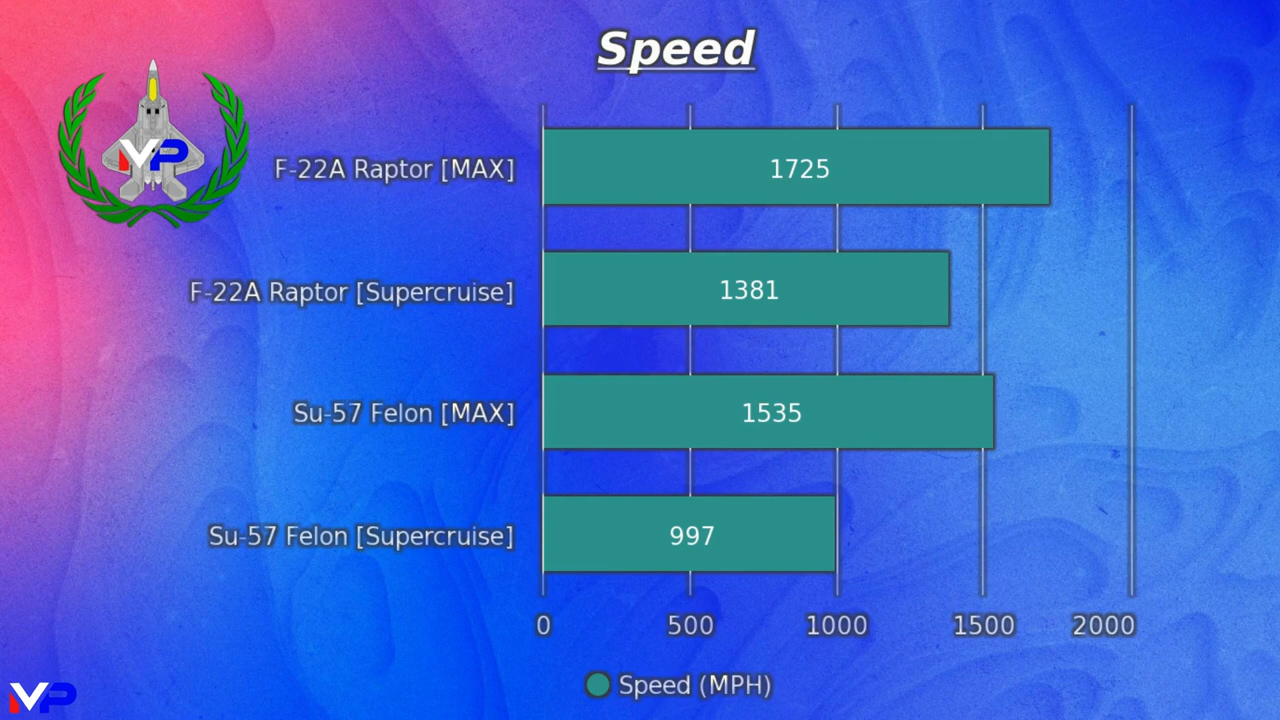 Speed
VP
F-22A Raptor [MAX]
1725
F-22A Raptor [Supercruise]
1381
Su-57 Felon [MAX]
1535
Su-57 Felon [Supercruise]
997
0 500 1000 1500 2000
Speed (MPH)
VP